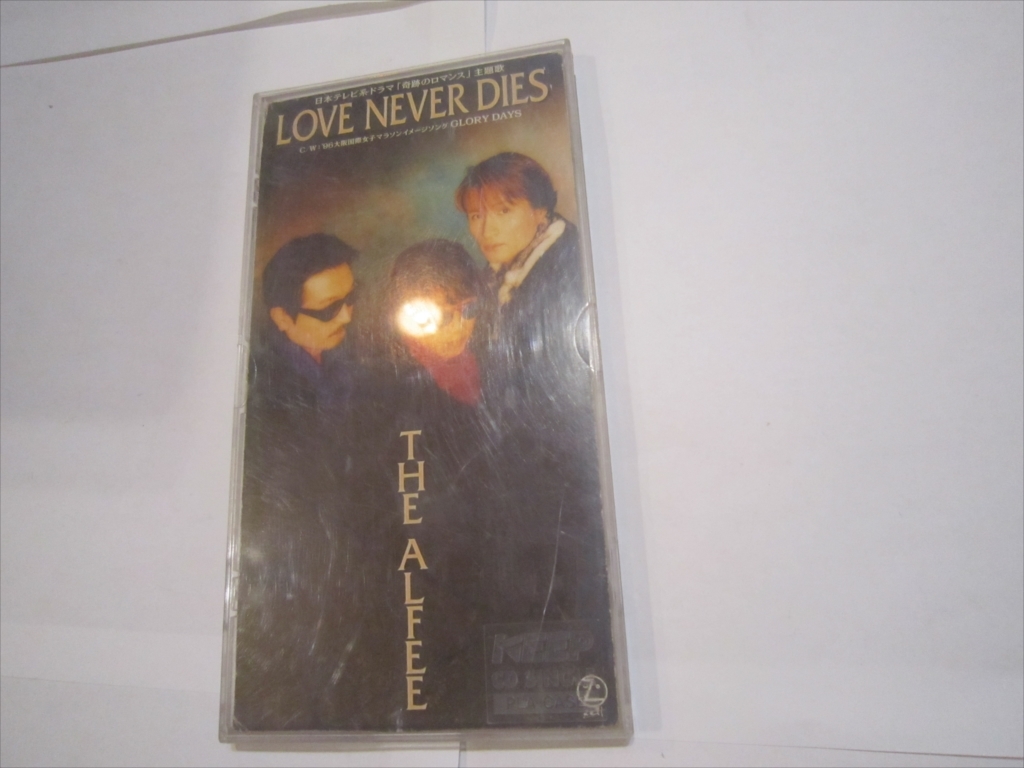 日本テレビ系ドラマ「奇跡のロマンス」主題歌
LOVE NEVER DIES
C/W:'96大阪国際女子マラソンイメージソング GLORY DAYS
THE ALFEE